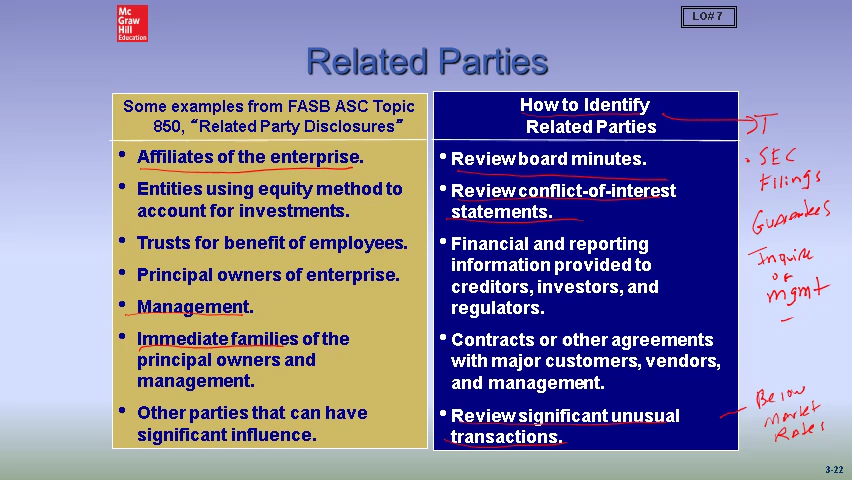 Mc
Graw
Hill
Education
LO# 7
Related Parties
Some examples from FASB ASC Topic
850, “Related Party Disclosures”
• Affiliates of the enterprise.
• Entities using equity method to
account for investments.
• Trusts for benefit of employees.
• Principal owners of enterprise.
• Management.
• Immediate families of the
principal owners and
management.
• Other parties that can have
significant influence.
How to Identify
Related Parties
• Review board minutes.
• Review conflict-of-interest
statements.
• Financial and reporting
information provided to
creditors, investors, and
regulators.
• Contracts or other agreements
with major customers, vendors,
and management.
• Review significant unusual
transactions.
T
• SEC
Filings
Guarantees
Inquire
of
mgmt
Below
Market
Rates
3-22